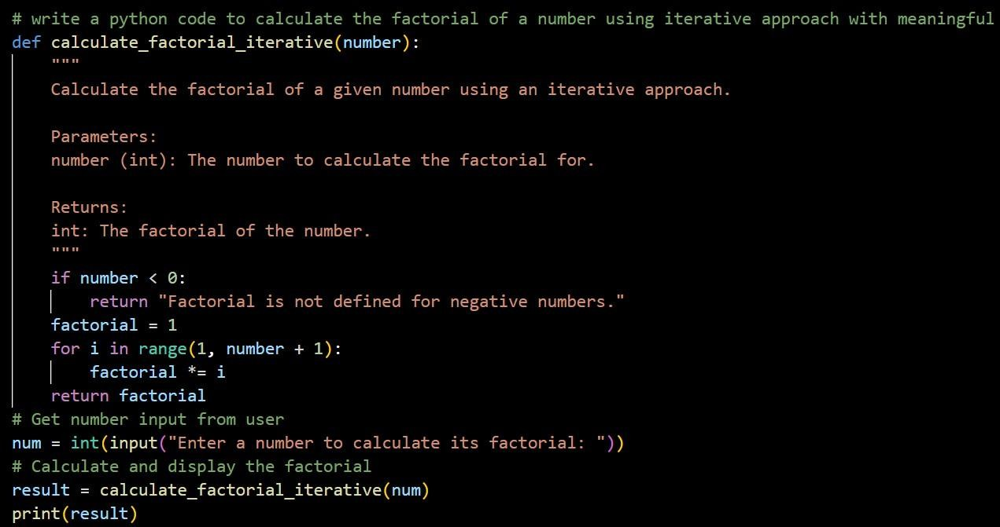 # write a python code to calculate the factorial of a number using iterative approach with meaningful
def calculate_factorial_iterative(number):
    """
    Calculate the factorial of a given number using an iterative approach.

    Parameters:
    number (int): The number to calculate the factorial for.

    Returns:
    int: The factorial of the number.
    """
    if number < 0:
        return "Factorial is not defined for negative numbers."
    factorial = 1
    for i in range(1, number + 1):
        factorial *= i
    return factorial
# Get number input from user
num = int(input("Enter a number to calculate its factorial: "))
# Calculate and display the factorial
result = calculate_factorial_iterative(num)
print(result)